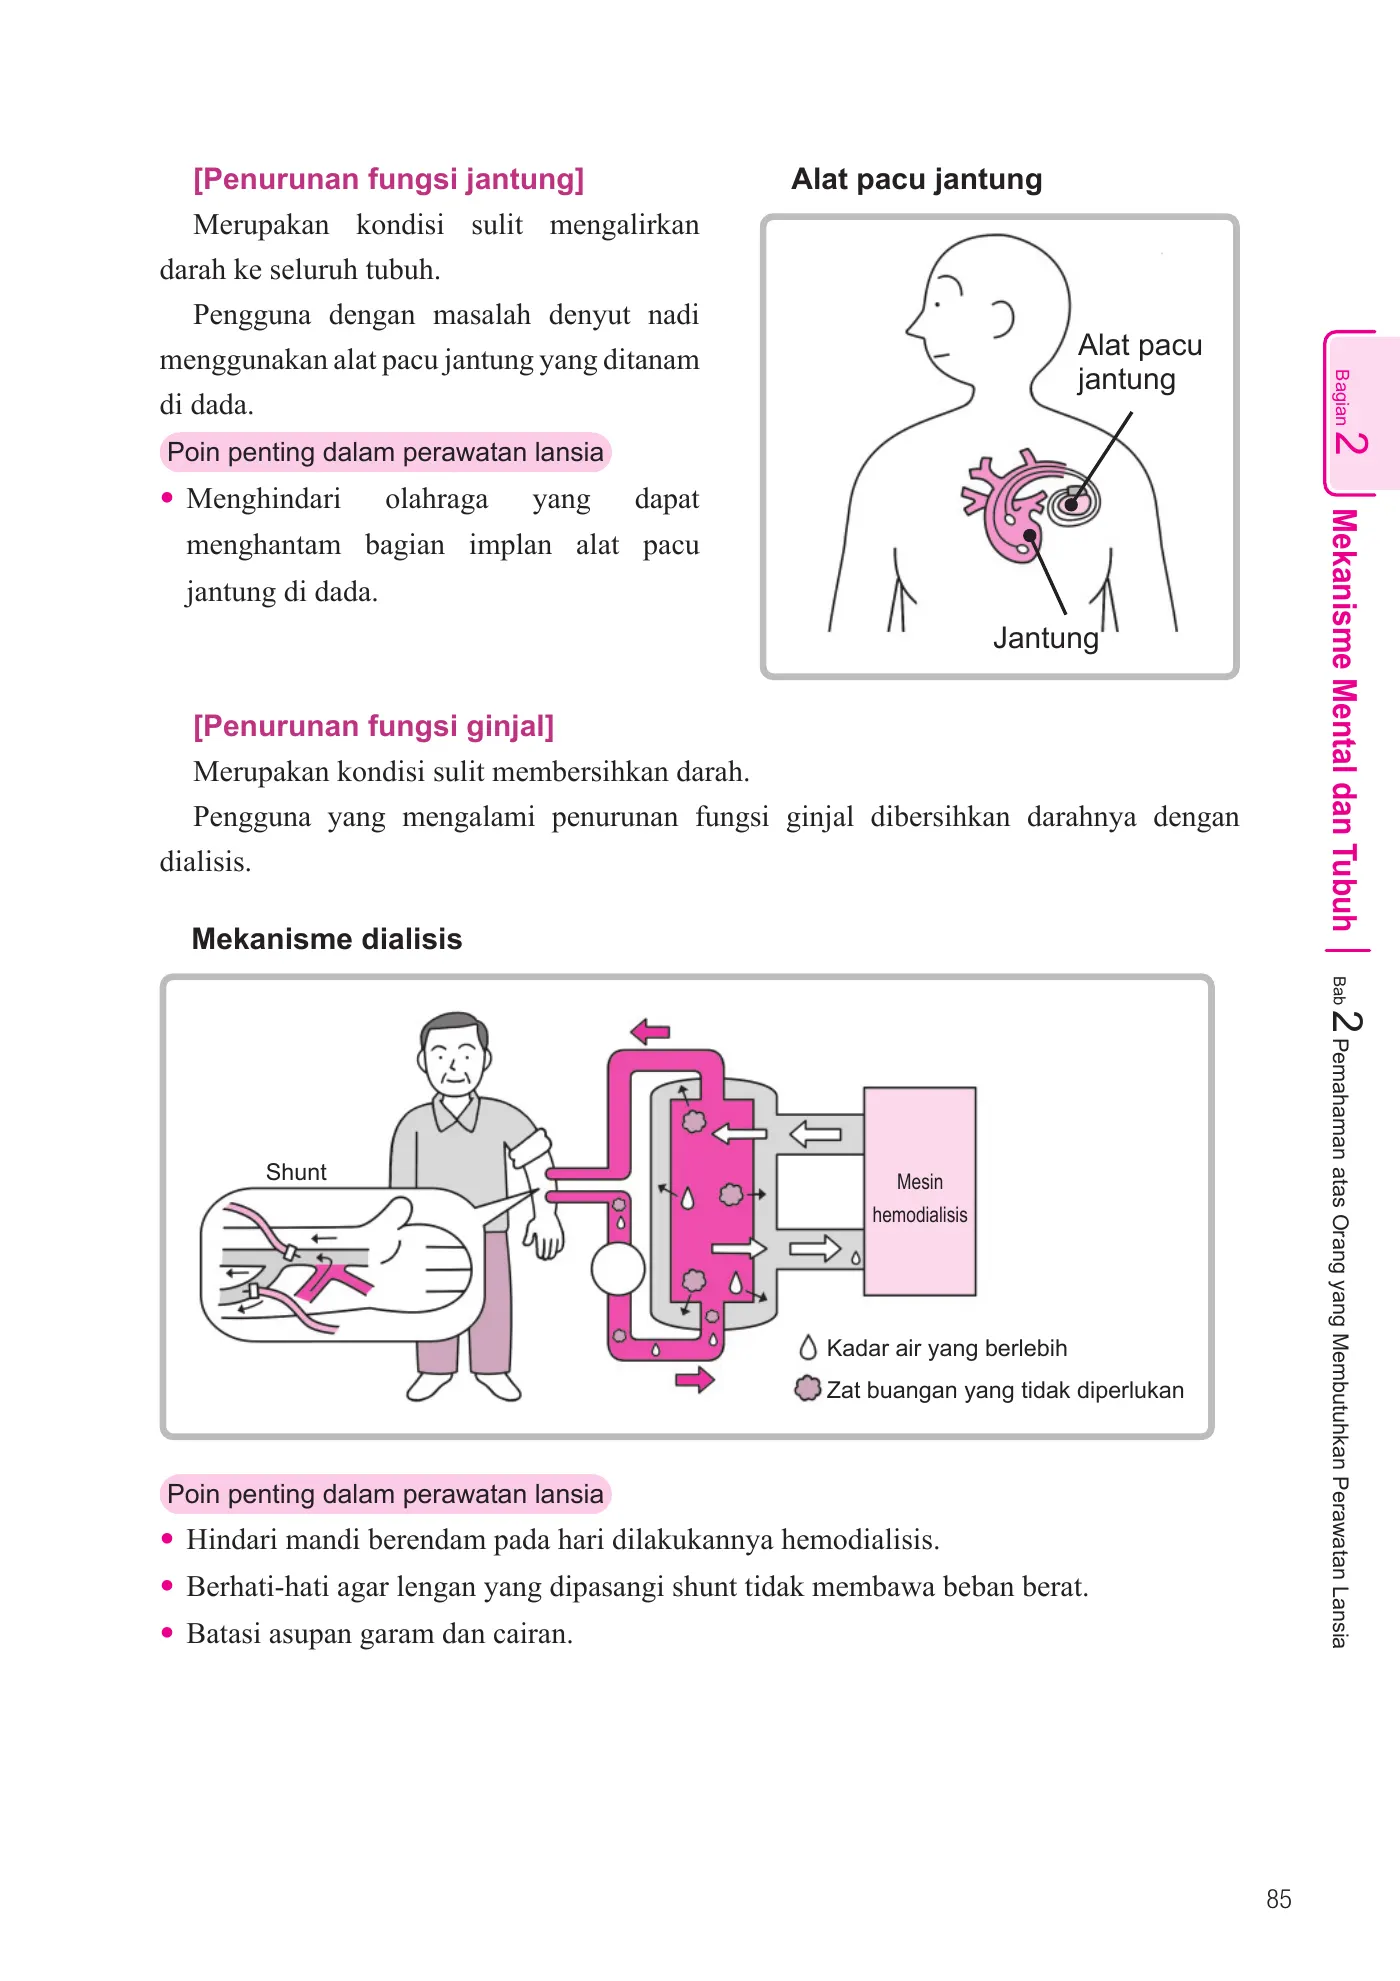 [Penurunan fungsi jantung]
Merupakan kondisi sulit mengalirkan
darah ke seluruh tubuh.
Pengguna dengan masalah denyut nadi
menggunakan alat pacu jantung yang ditanam
di dada.
Poin penting dalam perawatan lansia
• Menghindari olahraga yang dapat
menghantam bagian implan alat pacu
jantung di dada.
Alat pacu jantung
Alat pacu
jantung
Jantung
[Penurunan fungsi ginjal]
Merupakan kondisi sulit membersihkan darah.
Pengguna yang mengalami penurunan fungsi ginjal dibersihkan darahnya dengan
dialisis.
Mekanisme dialisis
Shunt
Mesin
hemodialisis
Kadar air yang berlebih
Zat buangan yang tidak diperlukan
Poin penting dalam perawatan lansia
• Hindari mandi berendam pada hari dilakukannya hemodialisis.
• Berhati-hati agar lengan yang dipasangi shunt tidak membawa beban berat.
• Batasi asupan garam dan cairan.
Bagian 2 Mekanisme Mental dan Tubuh
Bab 2 Pemahaman atas Orang yang Membutuhkan Perawatan Lansia
85